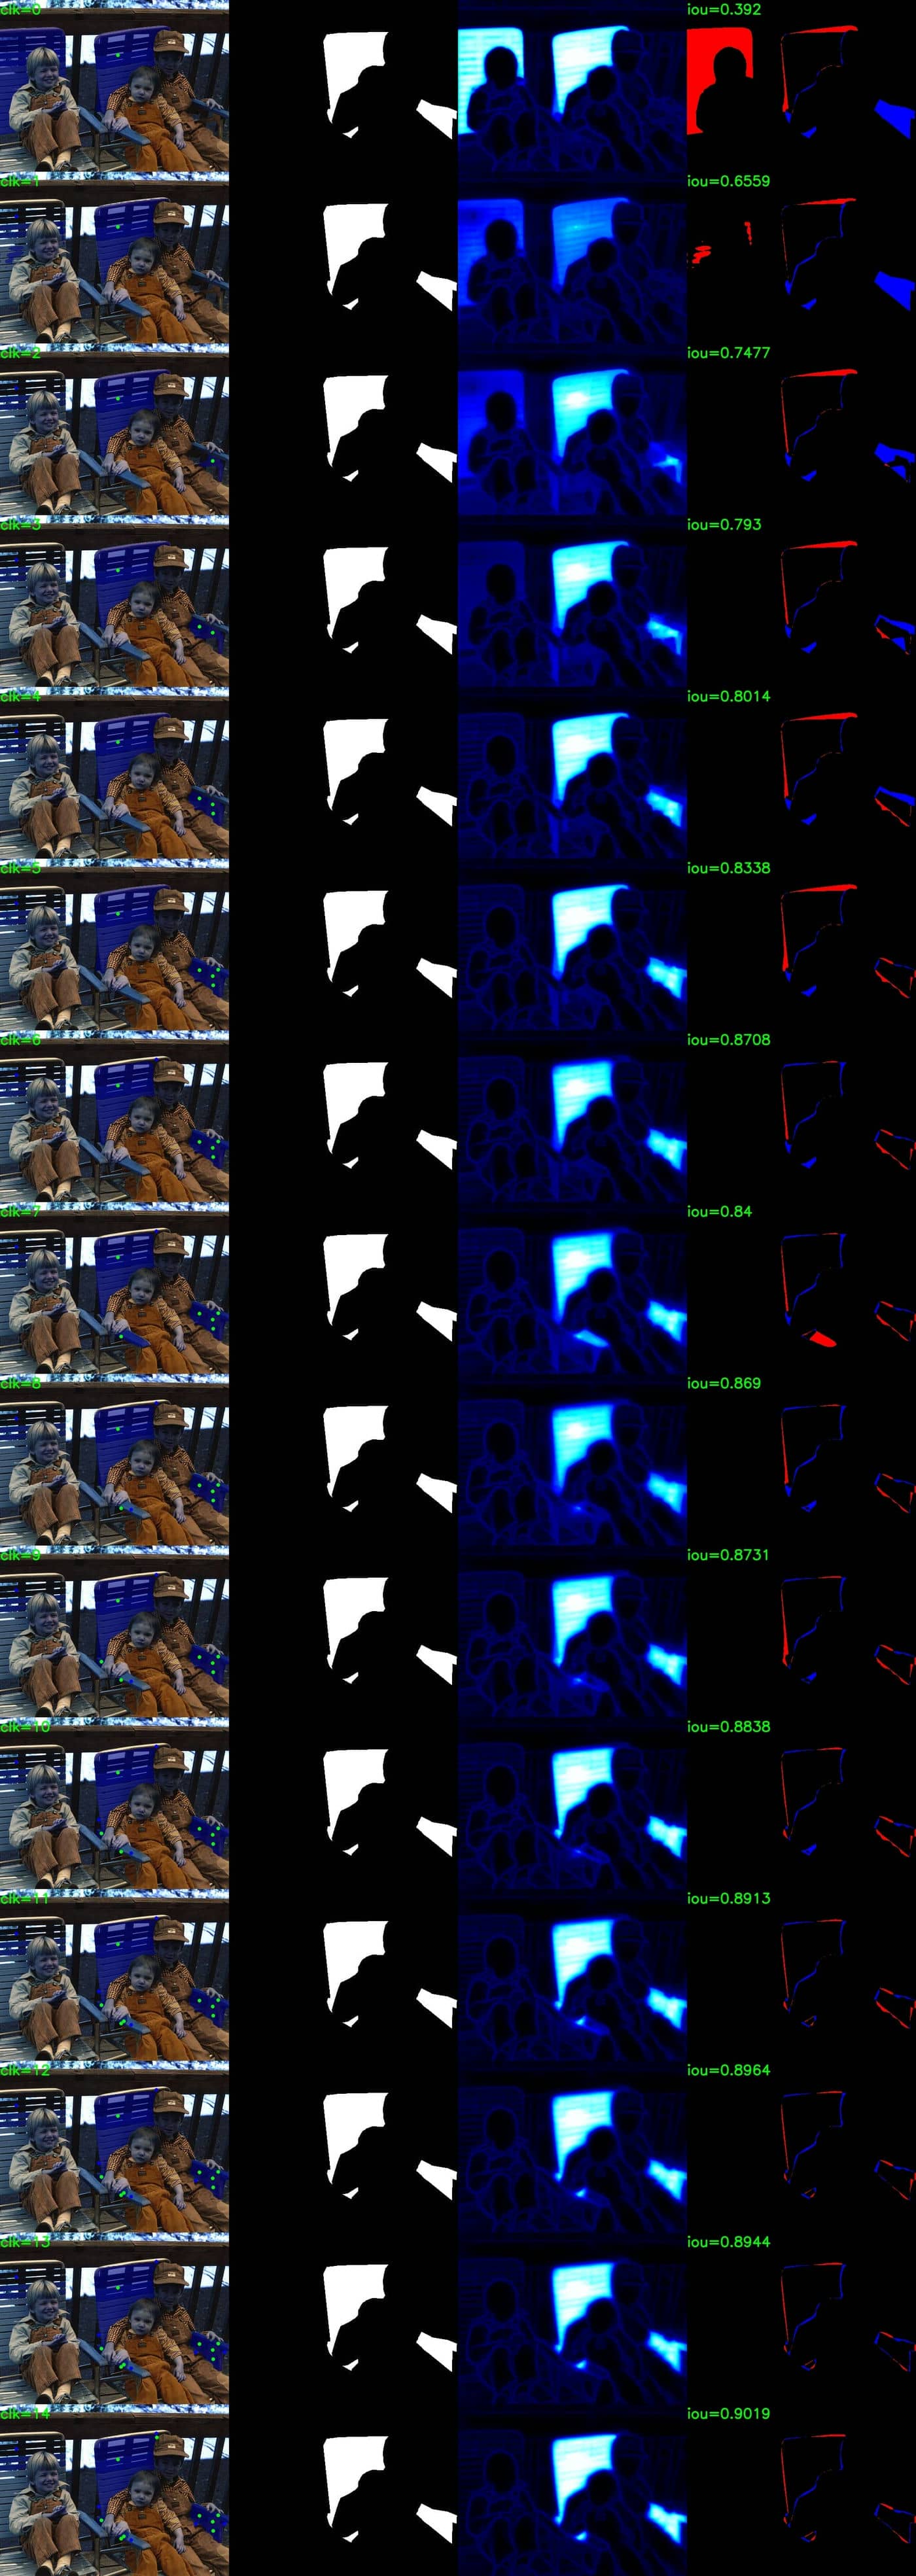 clk=0 iou=0.392
clk=1 iou=0.6559
clk=2 iou=0.7477
clk=3 iou=0.793
clk=4 iou=0.8014
clk=5 iou=0.8338
clk=6 iou=0.8708
clk=7 iou=0.84
clk=8 iou=0.869
clk=9 iou=0.8731
clk=10 iou=0.8838
clk=11 iou=0.8913
clk=12 iou=0.8964
clk=13 iou=0.8944
clk=14 iou=0.9019